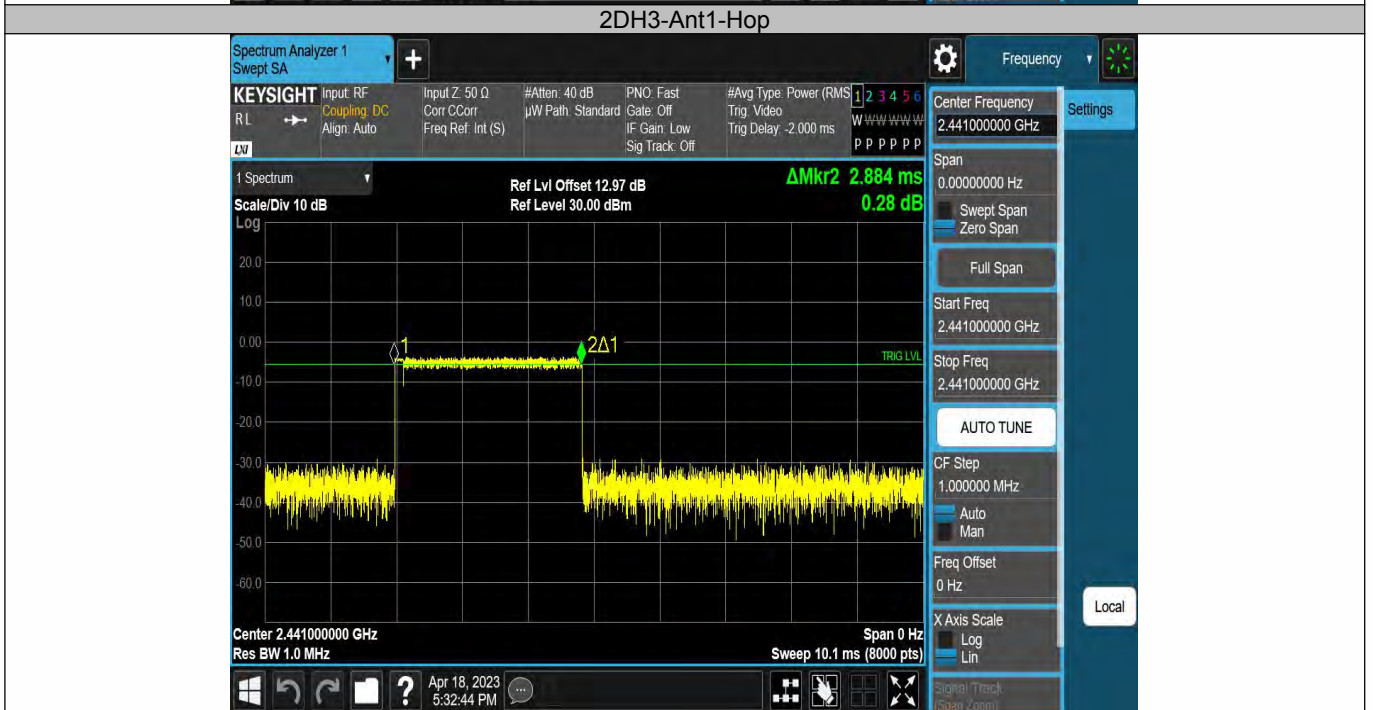 2DH3-Ant1-Hop
Spectrum Analyzer 1
Swept SA
+
Frequency
KEYSIGHT
RL
LXI
Input: RF
Coupling: DC
Align: Auto
Input Z: 50 Ω
Corr CCorr
Freq Ref: Int (S)
#Atten: 40 dB
µW Path: Standard
PNO: Fast
Gate: Off
IF Gain: Low
Sig Track: Off
#Avg Type: Power (RMS
Trig: Video
Trig Delay: -2.000 ms
1 2 3 4 5 6
W W W W W W
P P P P P P
1 Spectrum
Scale/Div 10 dB
Ref Lvl Offset 12.97 dB
Ref Level 30.00 dBm
ΔMkr2 2.884 ms
0.28 dB
Log
20.0
10.0
0.00
-10.0
-20.0
-30.0
-40.0
-50.0
-60.0
1
2Δ1
TRIG LVL
Center 2.441000000 GHz
Res BW 1.0 MHz
Span 0 Hz
Sweep 10.1 ms (8000 pts)
Center Frequency
2.441000000 GHz
Settings
Span
0.00000000 Hz
Swept Span
Zero Span
Full Span
Start Freq
2.441000000 GHz
Stop Freq
2.441000000 GHz
AUTO TUNE
CF Step
1.000000 MHz
Auto
Man
Freq Offset
0 Hz
X Axis Scale
Log
Lin
Local
Signal Track
(Span Zoom)
?
Apr 18, 2023
5:32:44 PM